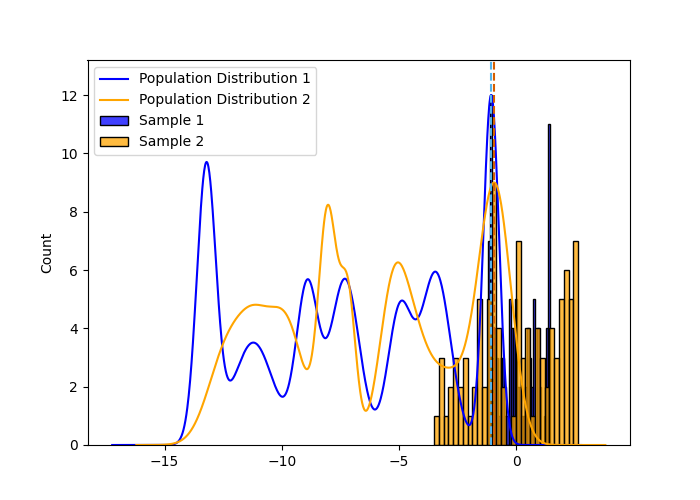 Population Distribution 1
Population Distribution 2
Sample 1
Sample 2
Count
12
10
8
6
4
2
0
−15
−10
−5
0